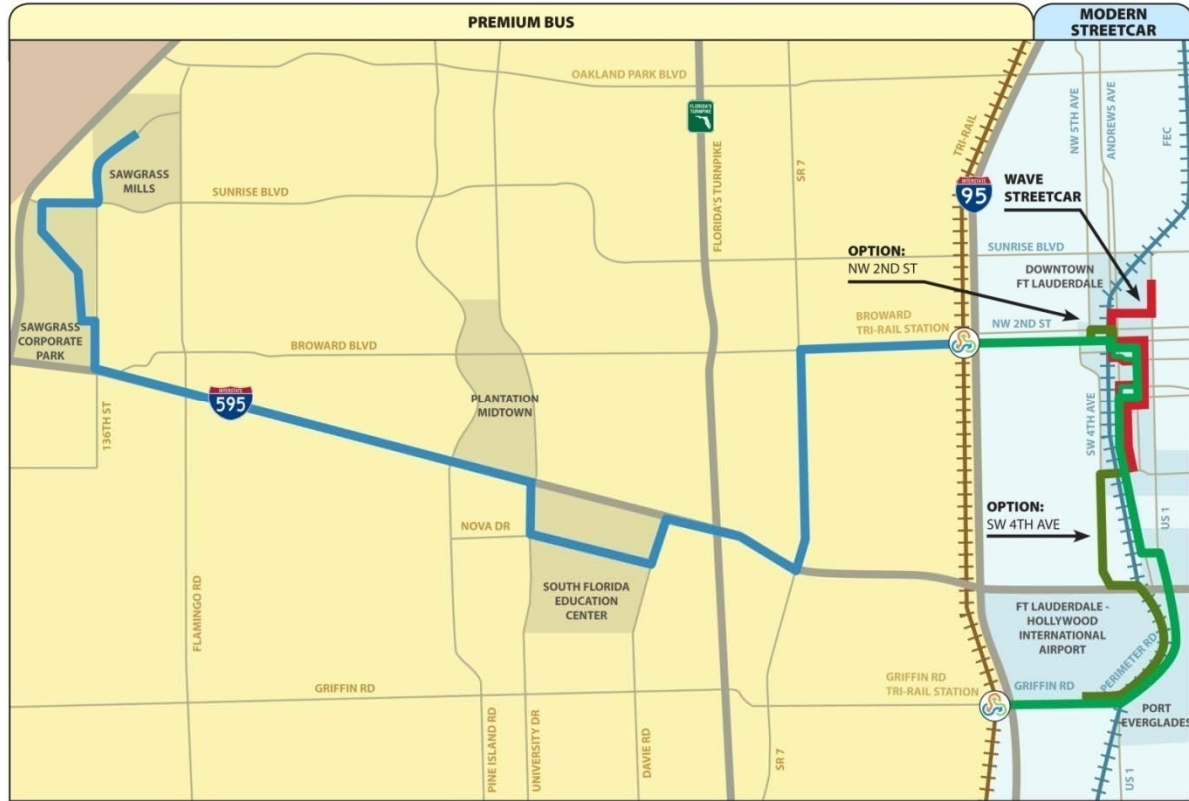 PREMIUM BUS
MODERN
STREETCAR
OAKLAND PARK BLVD
FLORIDA'S
TURNPIKE
TRI-RAIL
NW 5TH AVE
ANDREWS AVE
FEC
SAWGRASS
MILLS
SUNRISE BLVD
FLORIDA'S TURNPIKE
SR 7
INTERSTATE
95
WAVE
STREETCAR
OPTION:
NW 2ND ST
SUNRISE BLVD
DOWNTOWN
FT LAUDERDALE
SAWGRASS
CORPORATE
PARK
BROWARD BLVD
BROWARD
TRI-RAIL STATION
NW 2ND ST
INTERSTATE
595
136TH ST
PLANTATION
MIDTOWN
SW 4TH AVE
OPTION:
SW 4TH AVE
US 1
NOVA DR
FLAMINGO RD
SOUTH FLORIDA
EDUCATION
CENTER
FT LAUDERDALE -
HOLLYWOOD
INTERNATIONAL
AIRPORT
PERIMETER RD
GRIFFIN RD
GRIFFIN RD
TRI-RAIL STATION
GRIFFIN RD
PORT
EVERGLADES
PINE ISLAND RD
UNIVERSITY DR
DAVIE RD
SR 7
US 1